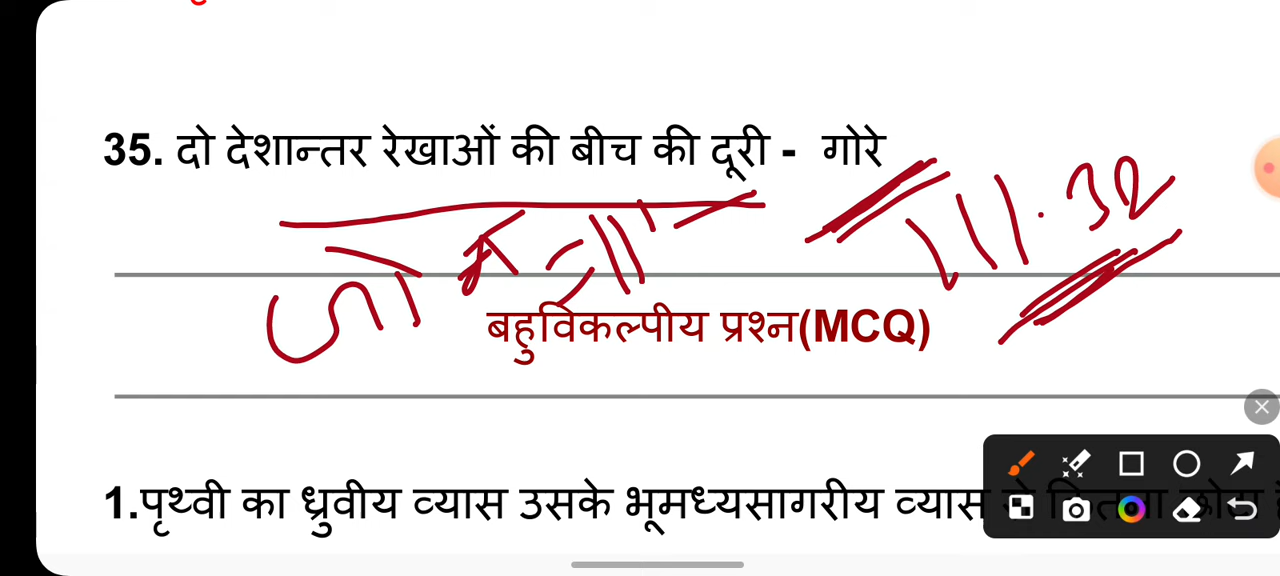 35. दो देशान्तर रेखाओं की बीच की दूरी - गोरे
111.32
बहुविकल्पीय प्रश्न(MCQ)
1.पृथ्वी का ध्रुवीय व्यास उसके भूमध्यसागरीय व्यास